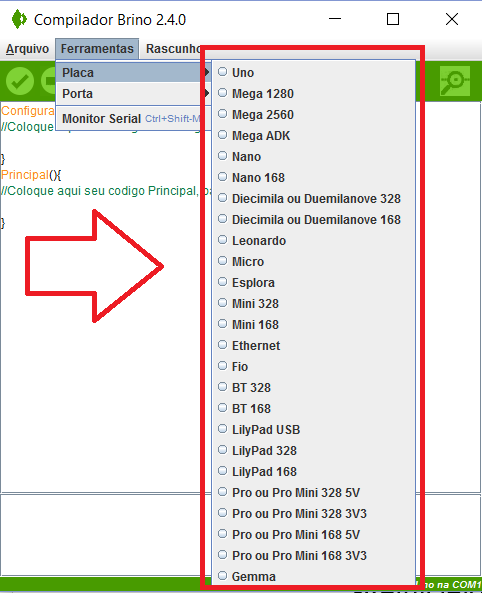 Compilador Brino 2.4.0
Arquivo Ferramentas Rascunho
Placa
Porta
Monitor Serial Ctrl+Shift-M
Configura
//Coloque
}
Principal(){
//Coloque aqui seu codigo Principal,
}
Uno
Mega 1280
Mega 2560
Mega ADK
Nano
Nano 168
Diecimila ou Duemilanove 328
Diecimila ou Duemilanove 168
Leonardo
Micro
Esplora
Mini 328
Mini 168
Ethernet
Fio
BT 328
BT 168
LilyPad USB
LilyPad 328
LilyPad 168
Pro ou Pro Mini 328 5V
Pro ou Pro Mini 328 3V3
Pro ou Pro Mini 168 5V
Pro ou Pro Mini 168 3V3
Gemma
na COM1